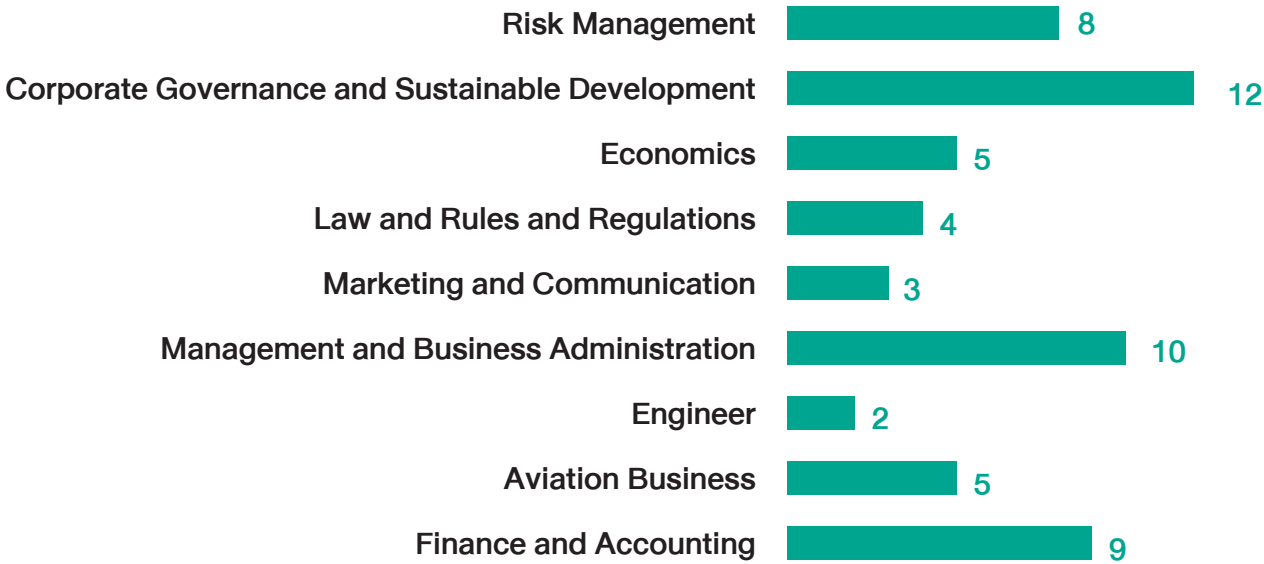 Risk Management 8
Corporate Governance and Sustainable Development 12
Economics 5
Law and Rules and Regulations 4
Marketing and Communication 3
Management and Business Administration 10
Engineer 2
Aviation Business 5
Finance and Accounting 9